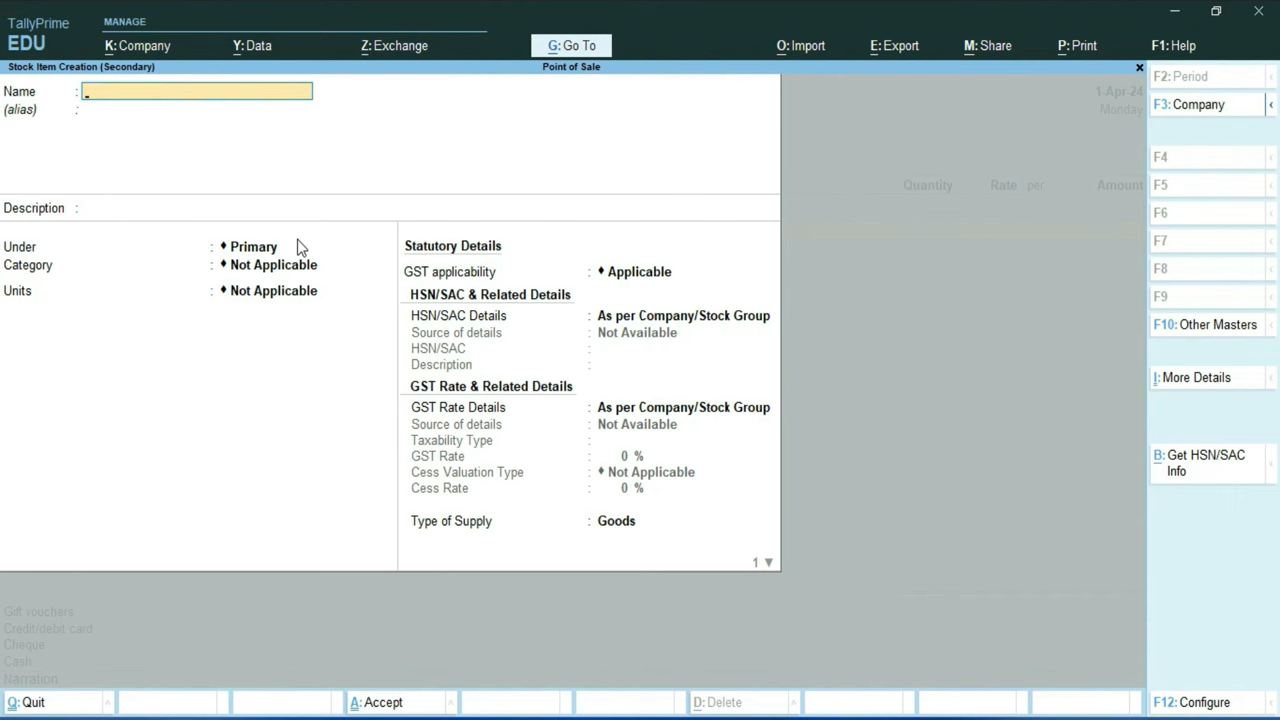 TallyPrime
EDU
MANAGE
K: Company
Y: Data
Z: Exchange
G: Go To
O: Import
E: Export
M: Share
P: Print
F1: Help
Stock Item Creation (Secondary)
Point of Sale
Name :
(alias) :
1-Apr-24
Monday
Quantity Rate per Amount
Description :
Under : ♦ Primary
Category : ♦ Not Applicable
Units : ♦ Not Applicable
Statutory Details
GST applicability : ♦ Applicable
HSN/SAC & Related Details
HSN/SAC Details : As per Company/Stock Group
Source of details : Not Available
HSN/SAC :
Description :
GST Rate & Related Details
GST Rate Details : As per Company/Stock Group
Source of details : Not Available
Taxability Type :
GST Rate : 0 %
Cess Valuation Type : ♦ Not Applicable
Cess Rate : 0 %
Type of Supply : Goods
1 ▼
Gift vouchers
Credit/debit card
Cheque
Cash
Narration
F2: Period
F3: Company
F4
F5
F6
F7
F8
F9
F10: Other Masters
I: More Details
B: Get HSN/SAC
Info
Q: Quit
A: Accept
D: Delete
F12: Configure